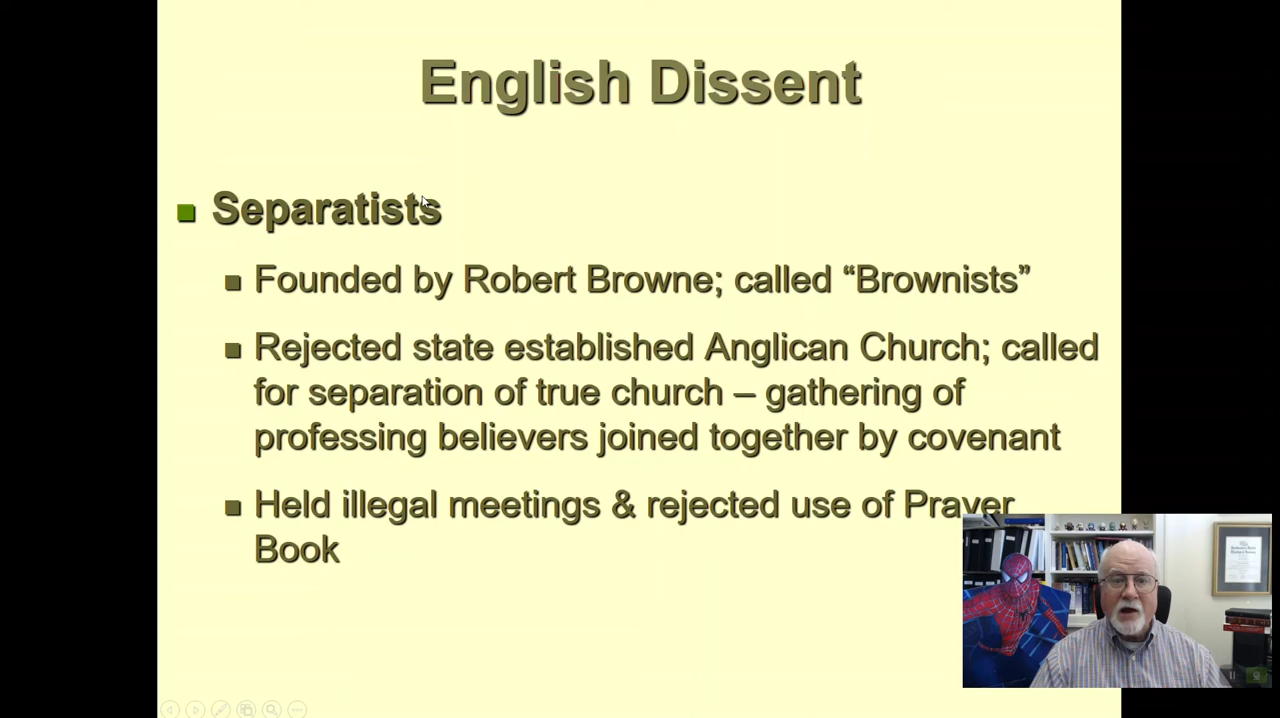 English Dissent
Separatists
Founded by Robert Browne; called “Brownists”
Rejected state established Anglican Church; called
for separation of true church – gathering of
professing believers joined together by covenant
Held illegal meetings & rejected use of Prayer
Book